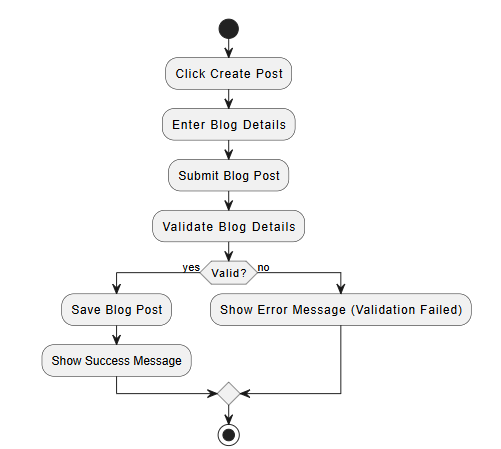 Click Create Post
Enter Blog Details
Submit Blog Post
Validate Blog Details
yes
Valid?
no
Save Blog Post
Show Error Message (Validation Failed)
Show Success Message